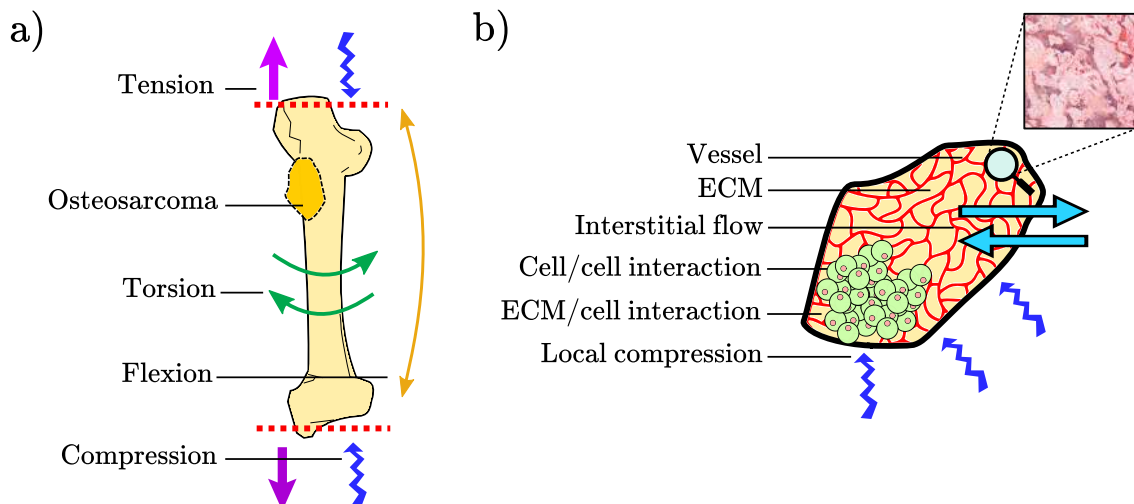 a)
Tension
Osteosarcoma
Torsion
Flexion
Compression
b)
Vessel
ECM
Interstitial flow
Cell/cell interaction
ECM/cell interaction
Local compression